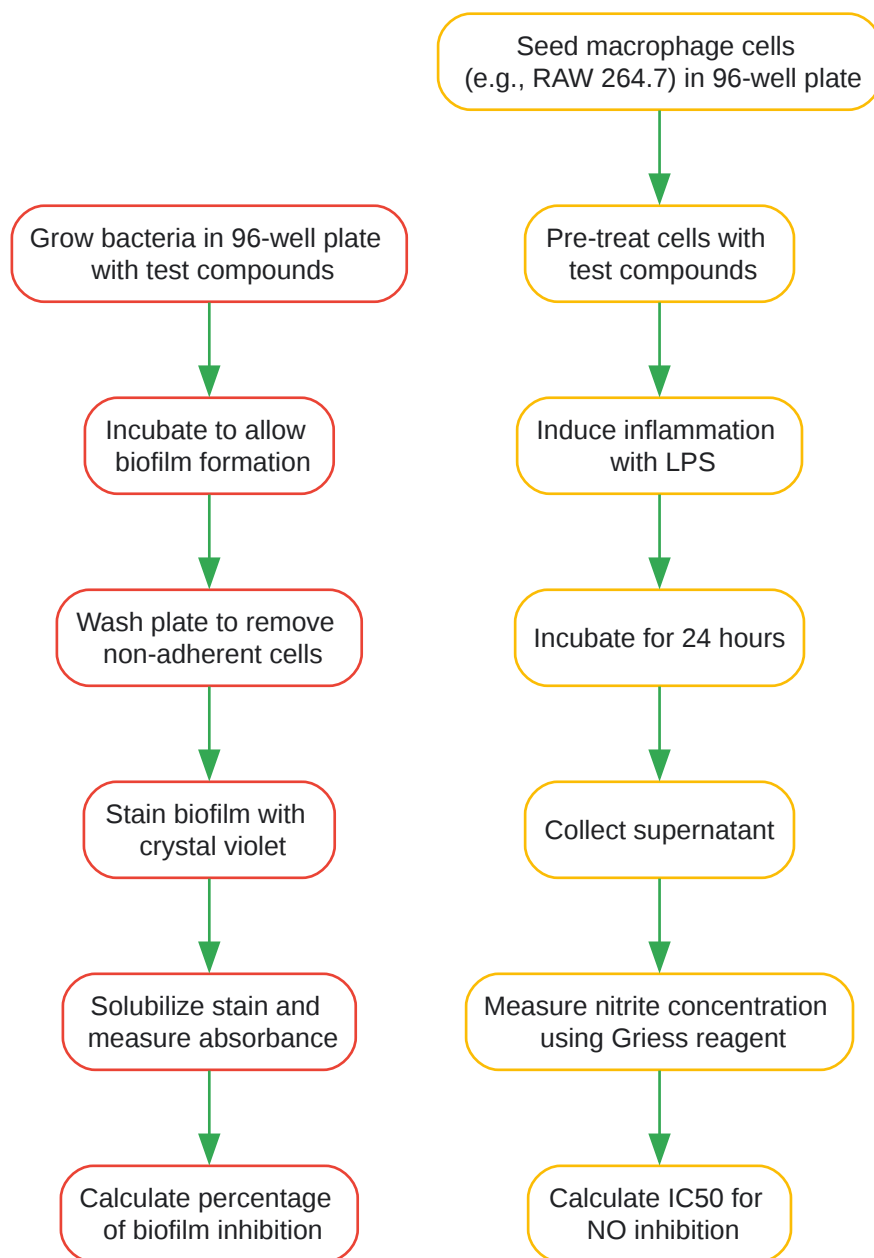 Grow bacteria in 96-well plate
with test compounds
Incubate to allow
biofilm formation
Wash plate to remove
non-adherent cells
Stain biofilm with
crystal violet
Solubilize stain and
measure absorbance
Calculate percentage
of biofilm inhibition
Seed macrophage cells
(e.g., RAW 264.7) in 96-well plate
Pre-treat cells with
test compounds
Induce inflammation
with LPS
Incubate for 24 hours
Collect supernatant
Measure nitrite concentration
using Griess reagent
Calculate IC50 for
NO inhibition